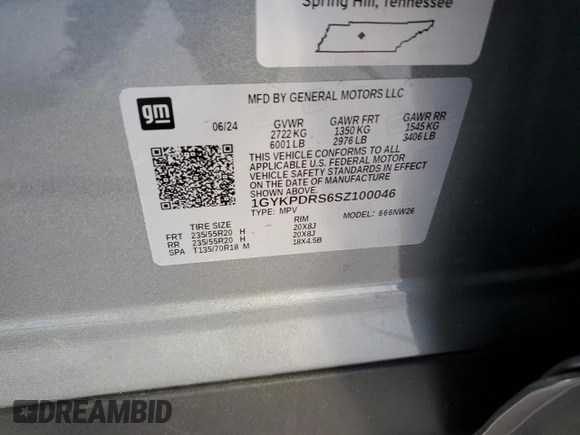 Spring Hill, Tennessee
gm
MFD BY GENERAL MOTORS LLC
06/24 GVWR GAWR FRT GAWR RR
2722 KG 1350 KG 1545 KG
6001 LB 2976 LB 3406 LB
THIS VEHICLE CONFORMS TO ALL
APPLICABLE U.S. FEDERAL MOTOR
VEHICLE SAFETY STANDARDS IN EFFECT
ON THE DATE OF MANUFACTURE
SHOWN ABOVE.
1GYKPDRS6SZ100046
TYPE: MPV MODEL: 666NW26
TIRE SIZE RIM
FRT 235/55R20 H 20X8J
RR 235/55R20 H 20X8J
SPA T135/70R18 M 18X4.5B
DREAMBID